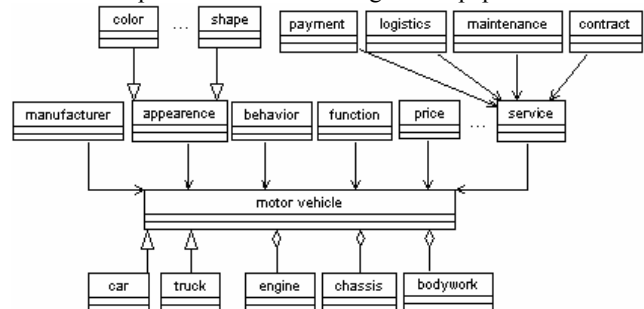 color ... shape payment logistics maintenance contract
manufacturer appearence behavior function price ... service
motor vehicle
car truck engine chassis bodywork